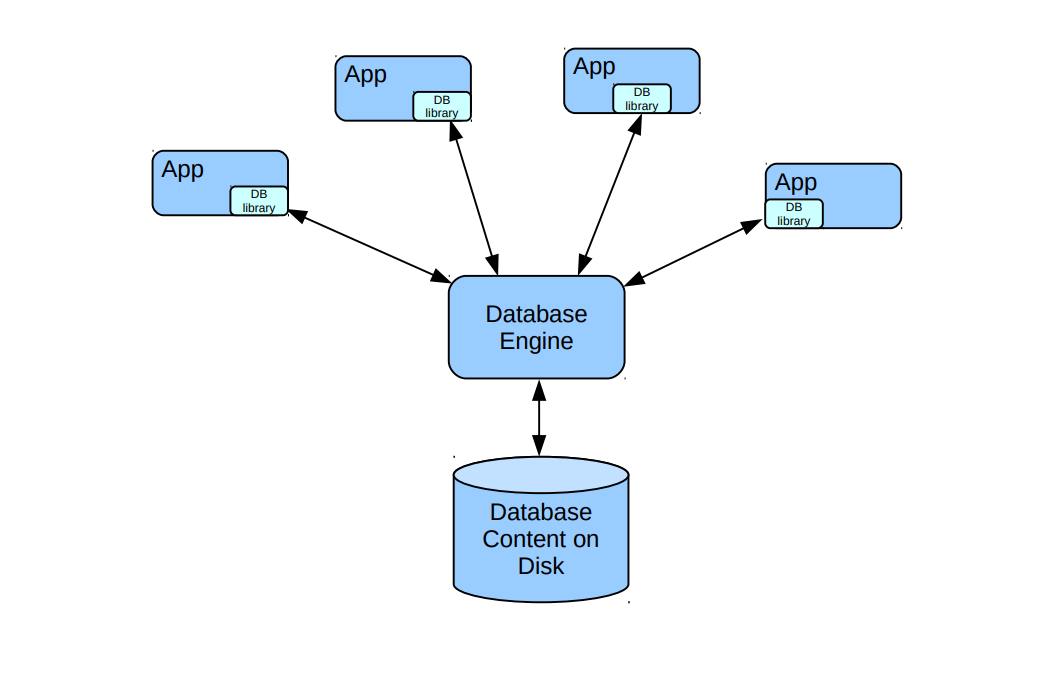 App
DB
library
App
DB
library
App
DB
library
App
DB
library
Database
Engine
Database
Content on
Disk